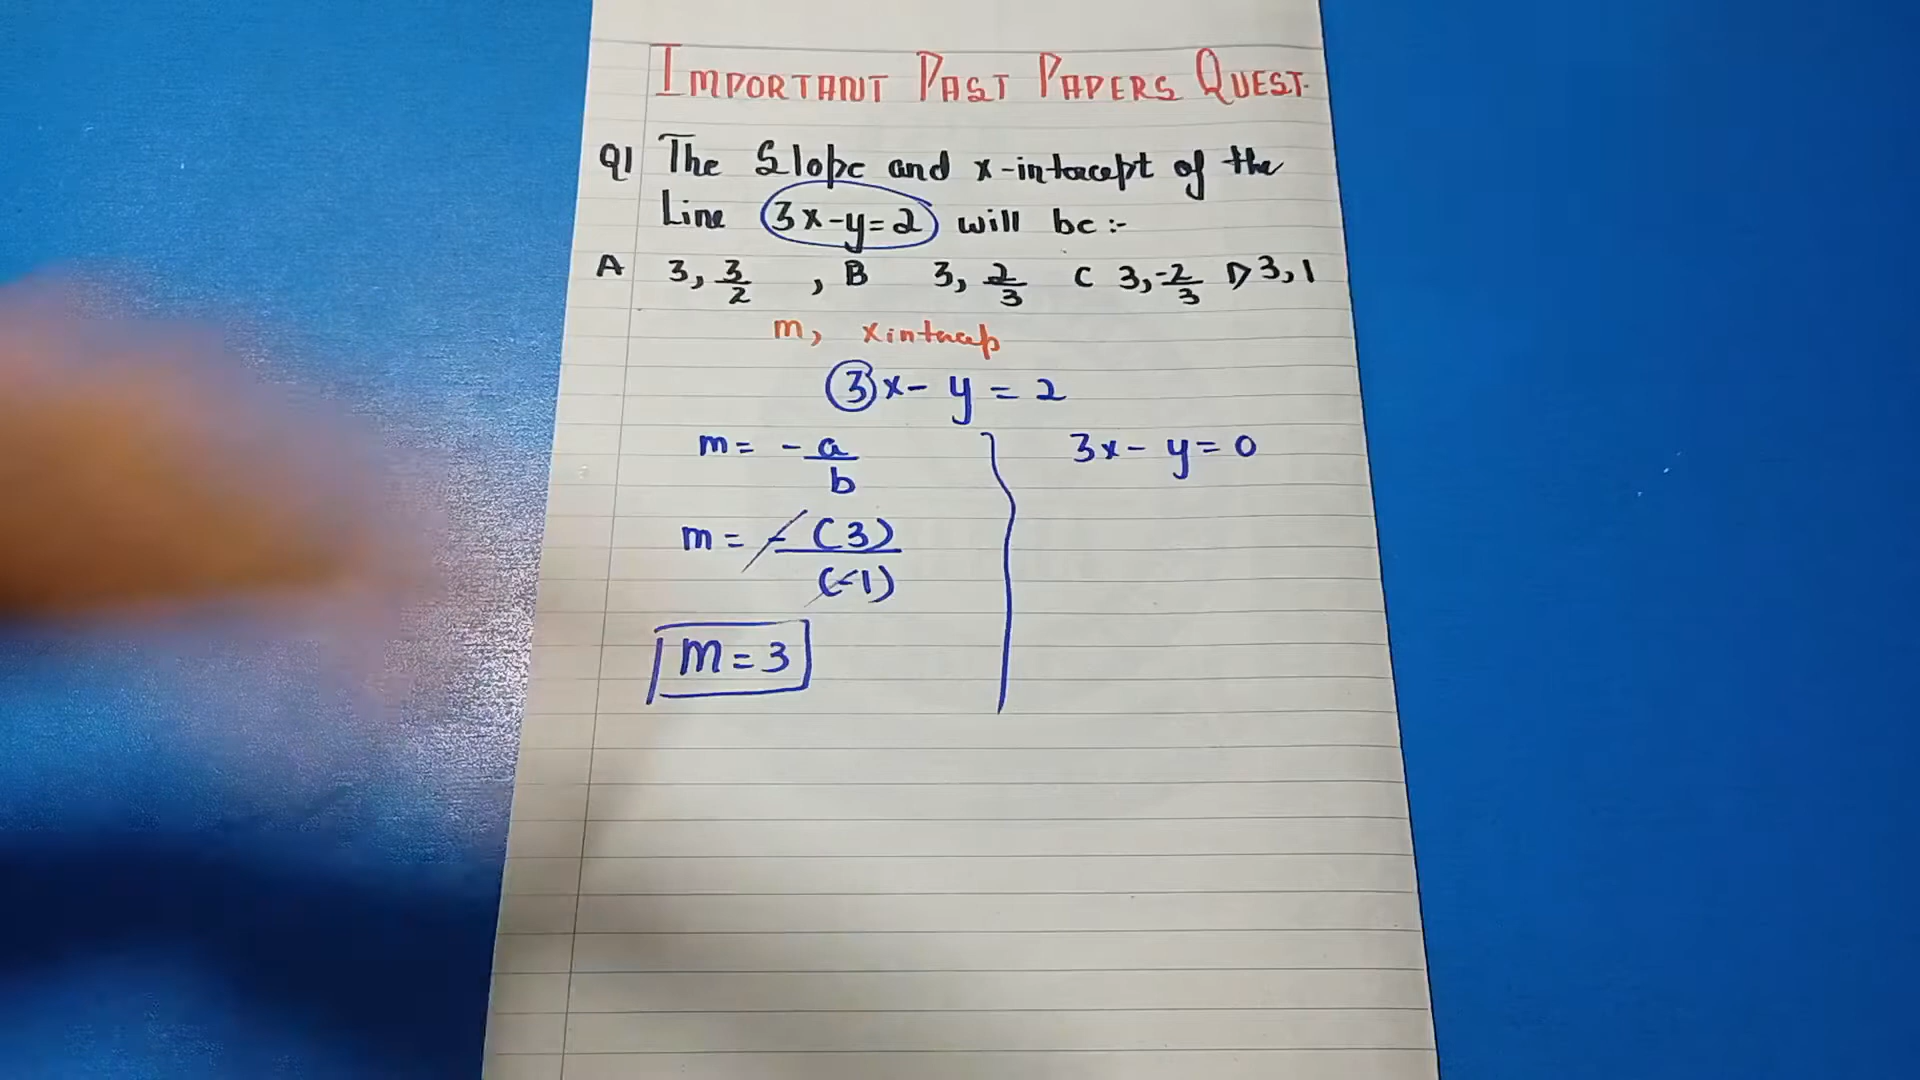 IMPORTANT PAST PAPERS QUEST.
Q1 The Slope and x-intercept of the
Line 3x-y=2 will be :-
A 3, 3/2 , B 3, 2/3 C 3, -2/3 D 3, 1
m, xintercep
3x - y = 2
m = - a/b
3x - y = 0
m = - (3)/(-1)
m = 3